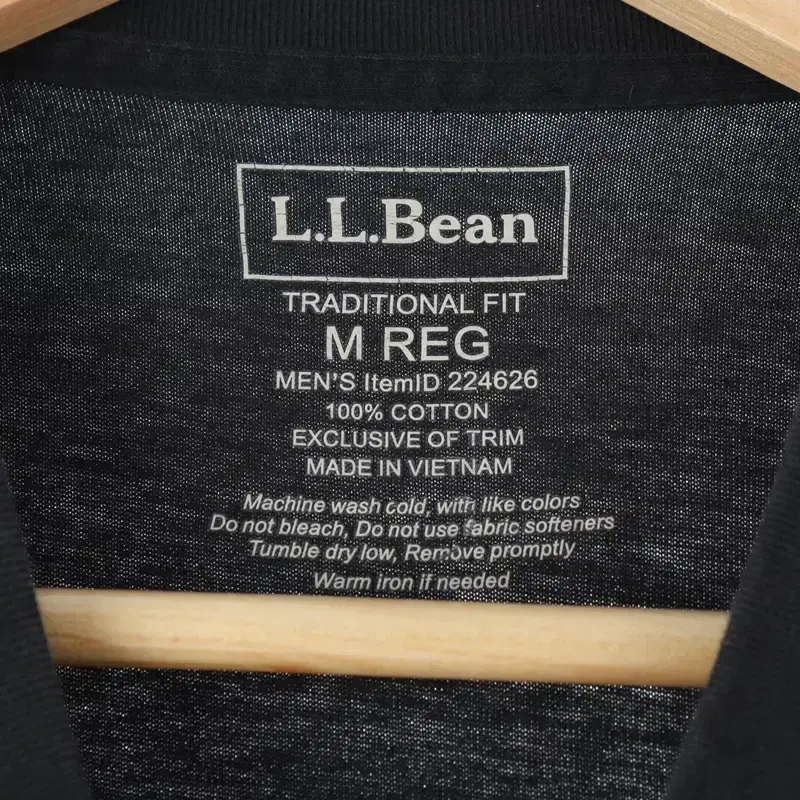 L.L.Bean
TRADITIONAL FIT
M REG
MEN'S ItemID 224626
100% COTTON
EXCLUSIVE OF TRIM
MADE IN VIETNAM
Machine wash cold, with like colors
Do not bleach, Do not use fabric softeners
Tumble dry low, Remove promptly
Warm iron if needed